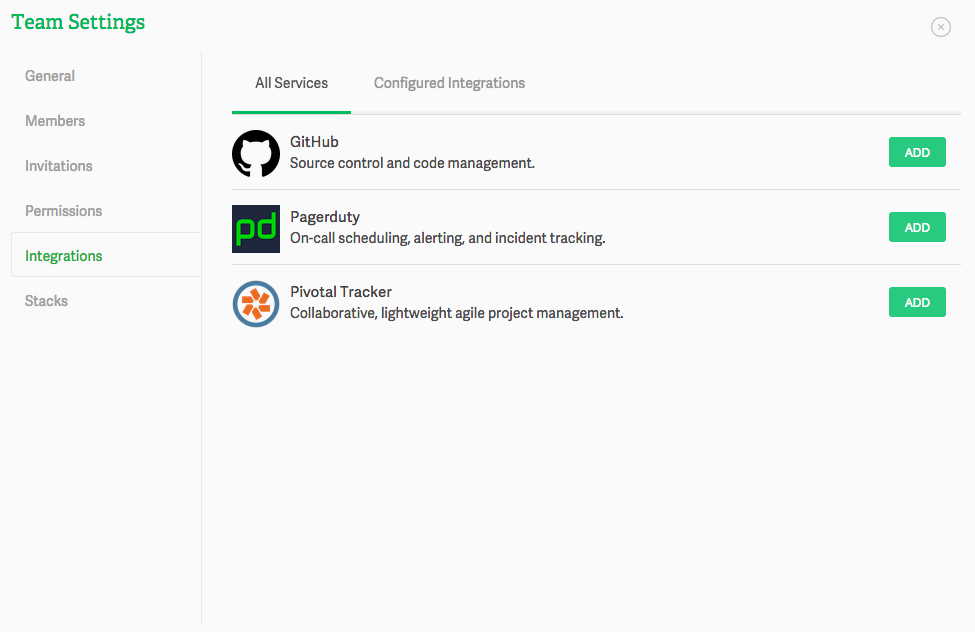 Team Settings
General
Members
Invitations
Permissions
Integrations
Stacks
All Services
Configured Integrations
GitHub
Source control and code management.
ADD
pd
Pagerduty
On-call scheduling, alerting, and incident tracking.
ADD
Pivotal Tracker
Collaborative, lightweight agile project management.
ADD